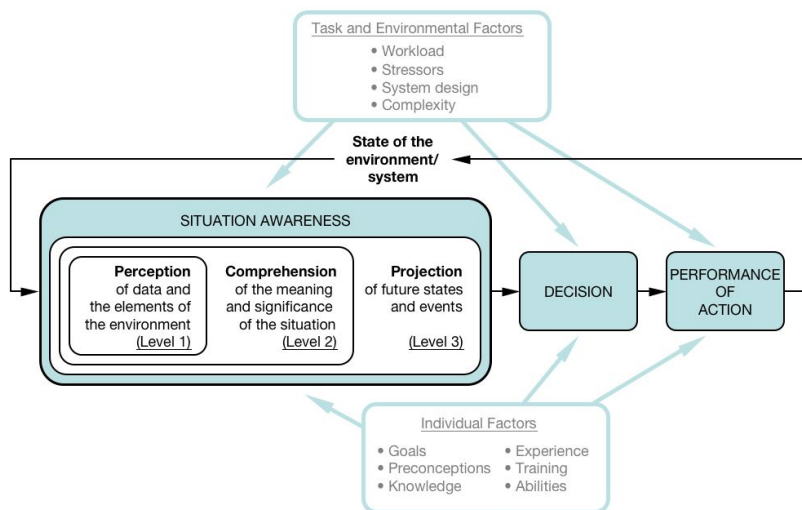 Task and Environmental Factors
• Workload
• Stressors
• System design
• Complexity
State of the
environment/
system
SITUATION AWARENESS
Perception
of data and
the elements of
the environment
(Level 1)
Comprehension
of the meaning
and significance
of the situation
(Level 2)
Projection
of future states
and events
(Level 3)
DECISION
PERFORMANCE
OF
ACTION
Individual Factors
• Goals
• Preconceptions
• Knowledge
• Experience
• Training
• Abilities